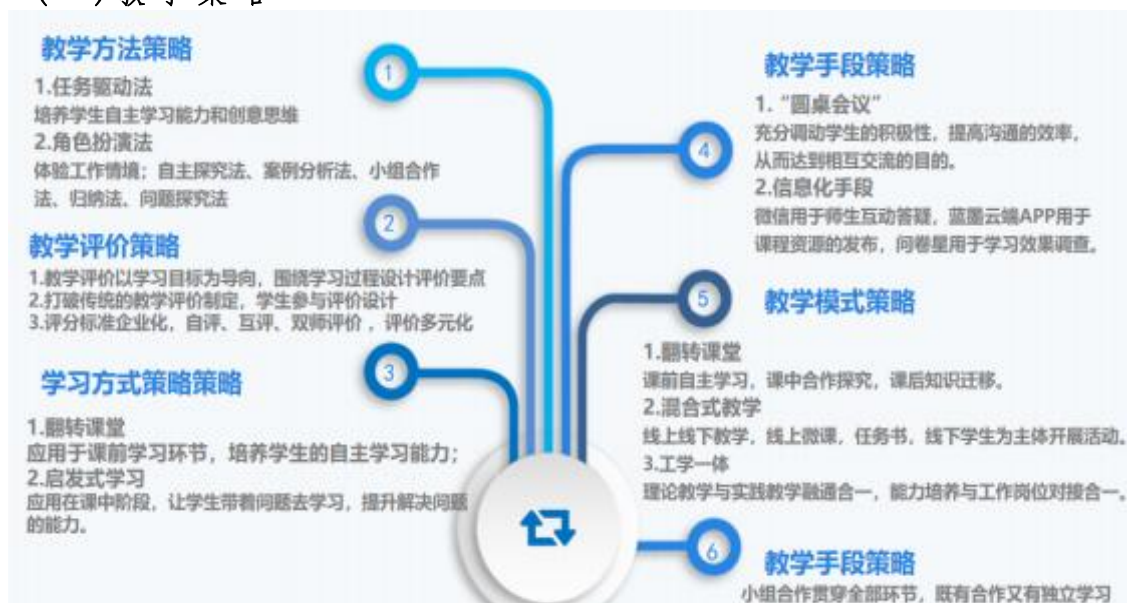 教学策略
教学方法策略
1.任务驱动法
培养学生自主学习能力和创意思维
2.角色扮演法
体验工作情境；自主探究法、案例分析法、小组合作
法、归纳法、问题探究法
1
2
教学评价策略
1.教学评价以学习目标为导向，围绕学习过程设计评价要点
2.打破传统的教学评价制定，学生参与评价设计
3.评分标准企业化，自评、互评、双师评价，评价多元化
3
学习方式策略策略
1.翻转课堂
应用于课前学习环节，培养学生的自主学习能力；
2.启发式学习
应用在课中阶段，让学生带着问题去学习，提升解决问题
的能力。
教学手段策略
4
1.“圆桌会议”
充分调动学生的积极性，提高沟通的效率，
从而达到相互交流的目的。
2.信息化手段
微信用于师生互动答疑，蓝墨云端APP用于
课程资源的发布，问卷星用于学习效果调查。
5
教学模式策略
1.翻转课堂
课前自主学习，课中合作探究，课后知识迁移。
2.混合式教学
线上线下教学，线上微课，任务书，线下学生为主体开展活动。
3.工学一体
理论教学与实践教学融通合一，能力培养与工作岗位对接合一。
6
教学手段策略
小组合作贯穿全部环节，既有合作又有独立学习